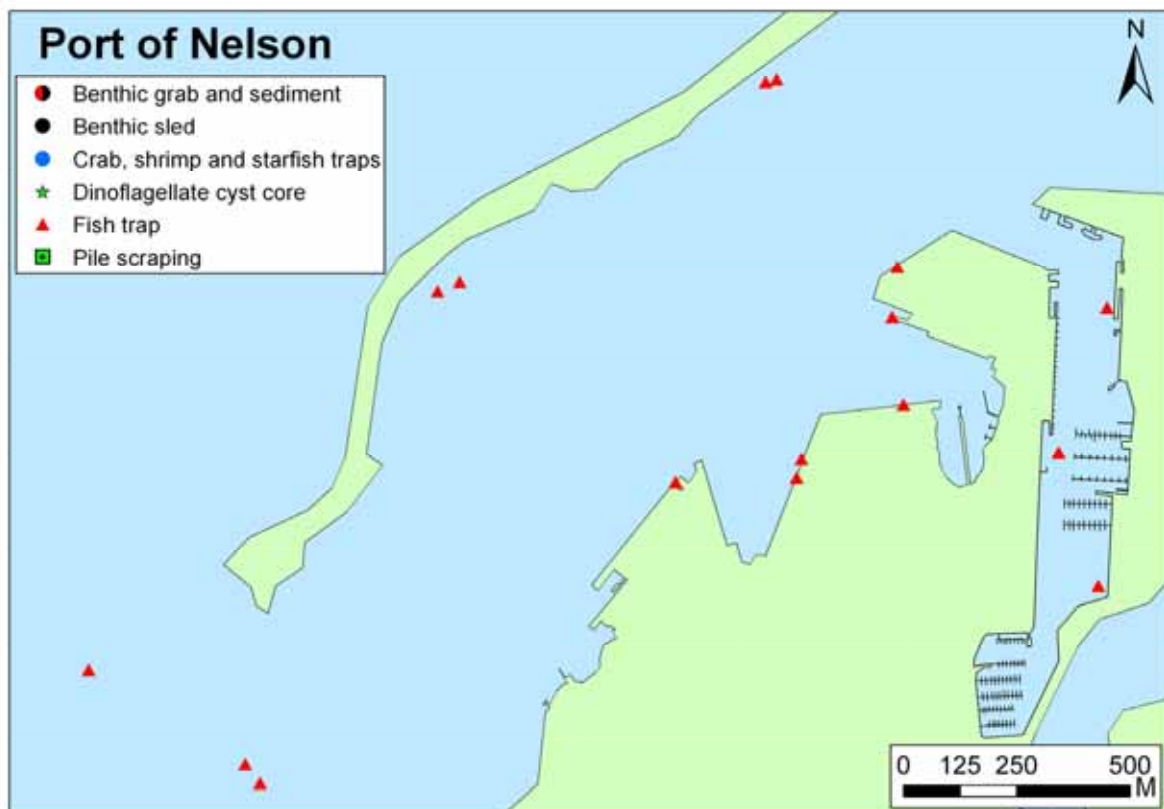 Port of Nelson
Benthic grab and sediment
Benthic sled
Crab, shrimp and starfish traps
Dinoflagellate cyst core
Fish trap
Pile scraping
N
0 125 250 500
M